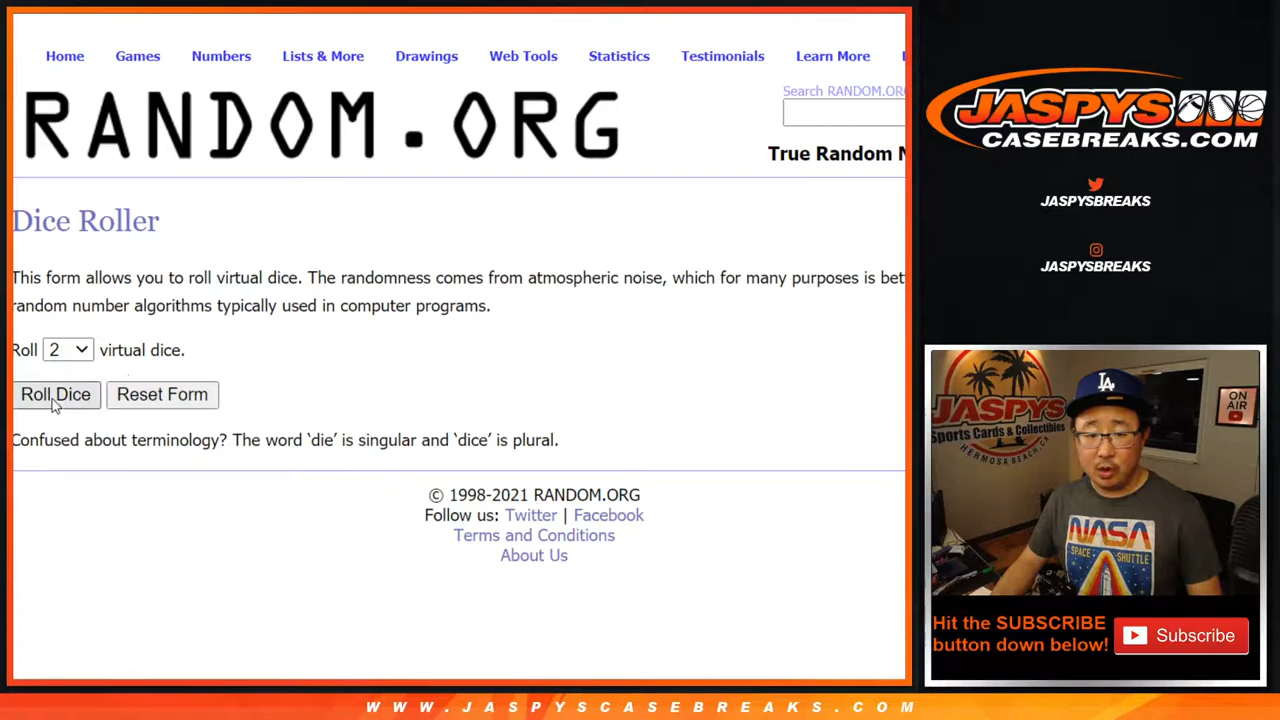 Home Games Numbers Lists & More Drawings Web Tools Statistics Testimonials Learn More
Search RANDOM.ORG
RANDOM.ORG
True Random N
Dice Roller
This form allows you to roll virtual dice. The randomness comes from atmospheric noise, which for many purposes is bet
random number algorithms typically used in computer programs.
Roll 2 virtual dice.
Roll Dice Reset Form
Confused about terminology? The word ‘die’ is singular and ‘dice’ is plural.
© 1998-2021 RANDOM.ORG
Follow us: Twitter | Facebook
Terms and Conditions
About Us
JASPYS
CASEBREAKS.COM
JASPYSBREAKS
JASPYSBREAKS
JASPYS
Sports Cards & Collectibles
HERMOSA BEACH, CA
LA
ON
AIR
NASA
SPACE SHUTTLE
Hit the SUBSCRIBE
button down below!
Subscribe
WWW.JASPYSCASEBREAKS.COM